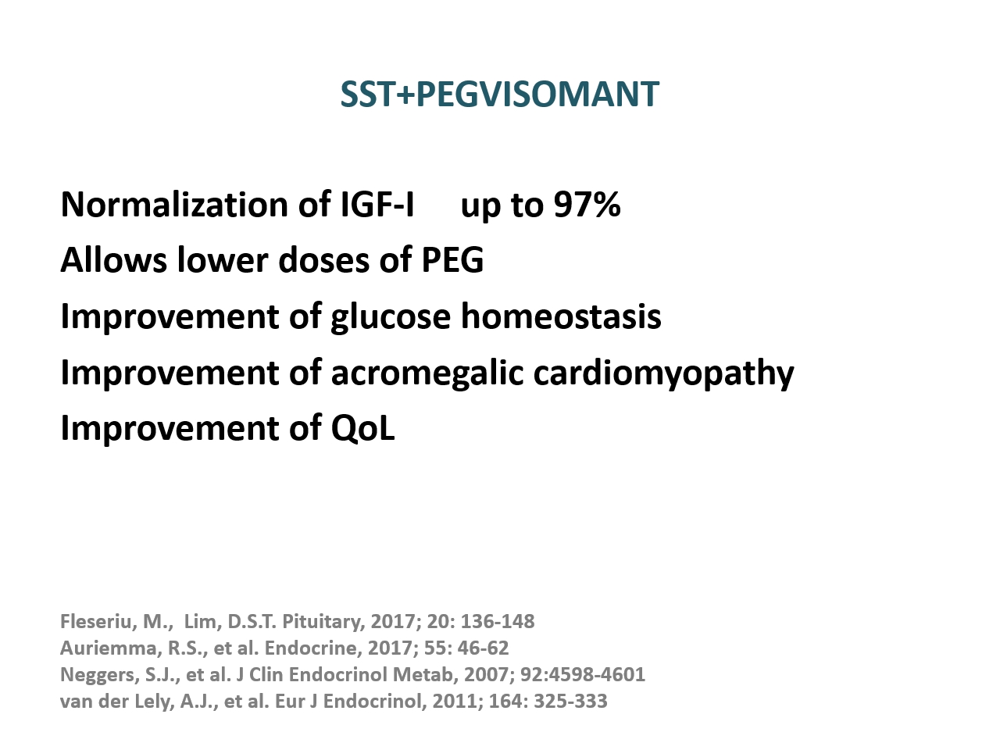 SST+PEGVISOMANT
Normalization of IGF-I up to 97%
Allows lower doses of PEG
Improvement of glucose homeostasis
Improvement of acromegalic cardiomyopathy
Improvement of QoL
Fleseriu, M., Lim, D.S.T. Pituitary, 2017; 20: 136-148
Auriemma, R.S., et al. Endocrine, 2017; 55: 46-62
Neggers, S.J., et al. J Clin Endocrinol Metab, 2007; 92:4598-4601
van der Lely, A.J., et al. Eur J Endocrinol, 2011; 164: 325-333